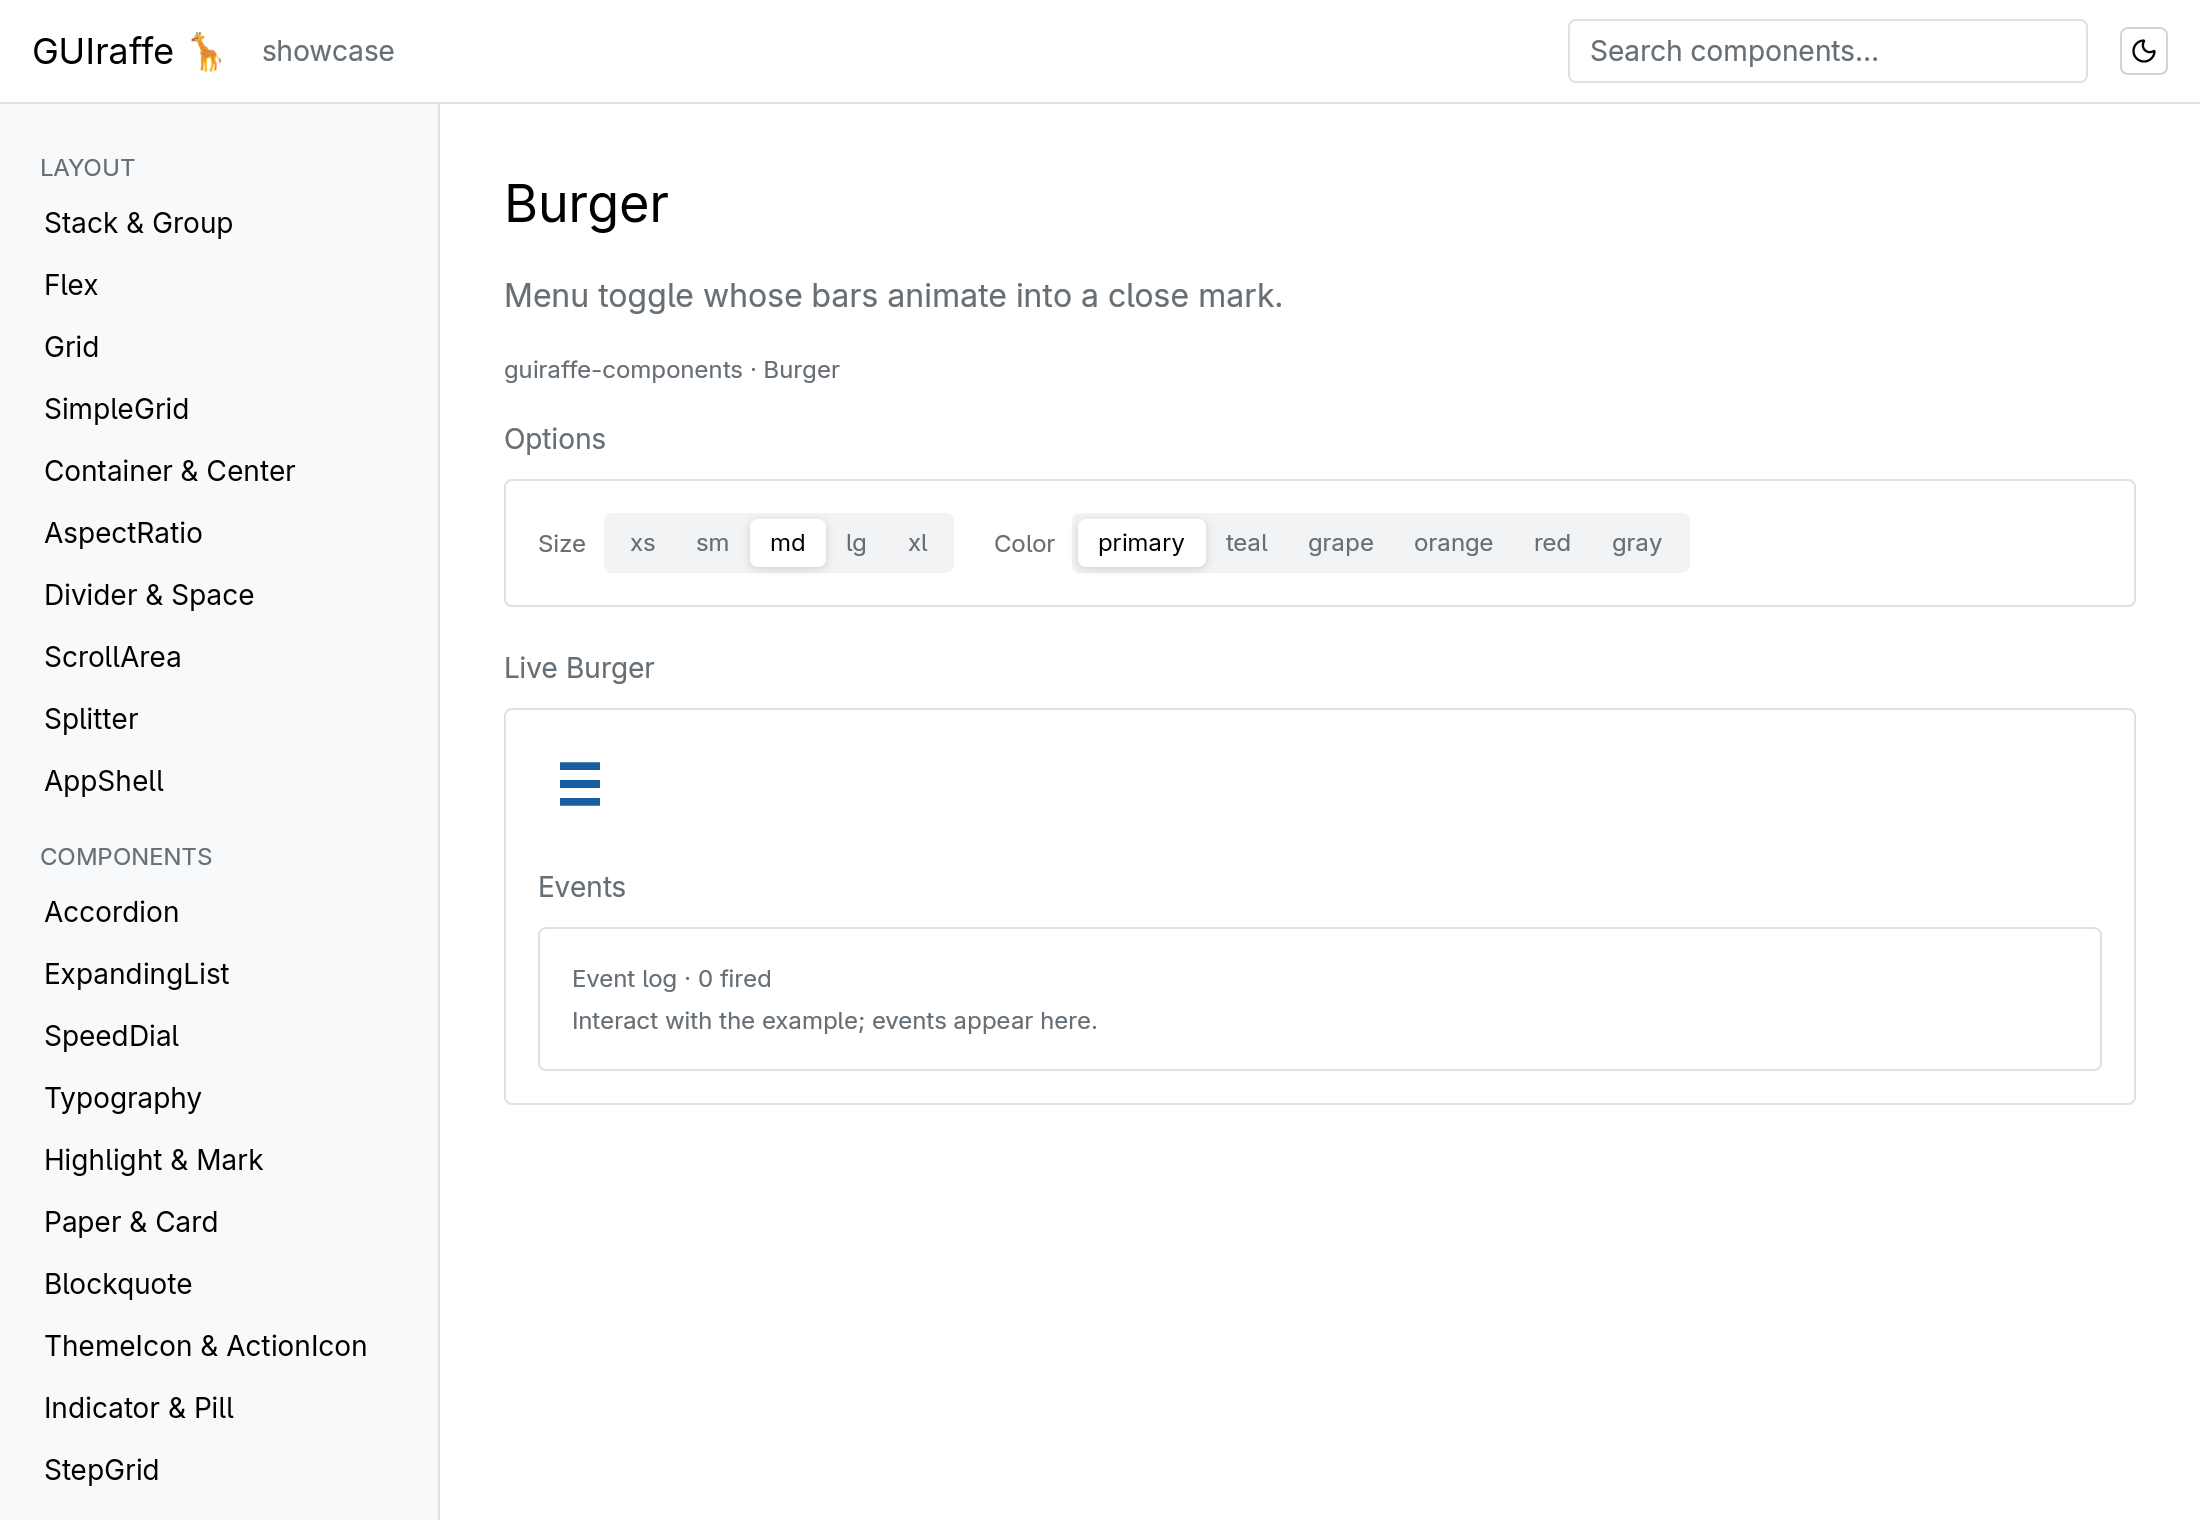 GUIraffe 🦒 showcase
Search components...
LAYOUT
Stack & Group
Flex
Grid
SimpleGrid
Container & Center
AspectRatio
Divider & Space
ScrollArea
Splitter
AppShell
COMPONENTS
Accordion
ExpandingList
SpeedDial
Typography
Highlight & Mark
Paper & Card
Blockquote
ThemeIcon & ActionIcon
Indicator & Pill
StepGrid
Burger
Menu toggle whose bars animate into a close mark.
guiraffe-components · Burger
Options
Size xs sm md lg xl Color primary teal grape orange red gray
Live Burger
Events
Event log · 0 fired
Interact with the example; events appear here.